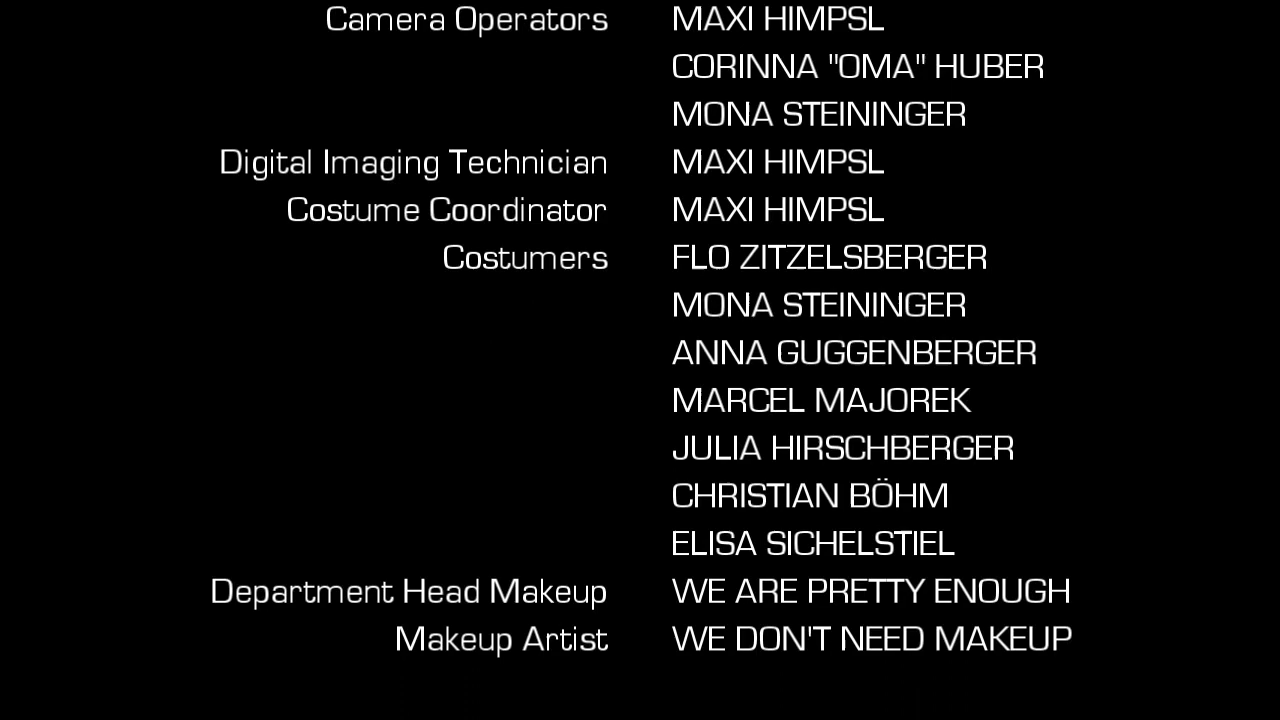 Camera Operators MAXI HIMPSL
CORINNA "OMA" HUBER
MONA STEININGER
Digital Imaging Technician MAXI HIMPSL
Costume Coordinator MAXI HIMPSL
Costumers FLO ZITZELSBERGER
MONA STEININGER
ANNA GUGGENBERGER
MARCEL MAJOREK
JULIA HIRSCHBERGER
CHRISTIAN BÖHM
ELISA SICHELSTIEL
Department Head Makeup WE ARE PRETTY ENOUGH
Makeup Artist WE DON'T NEED MAKEUP